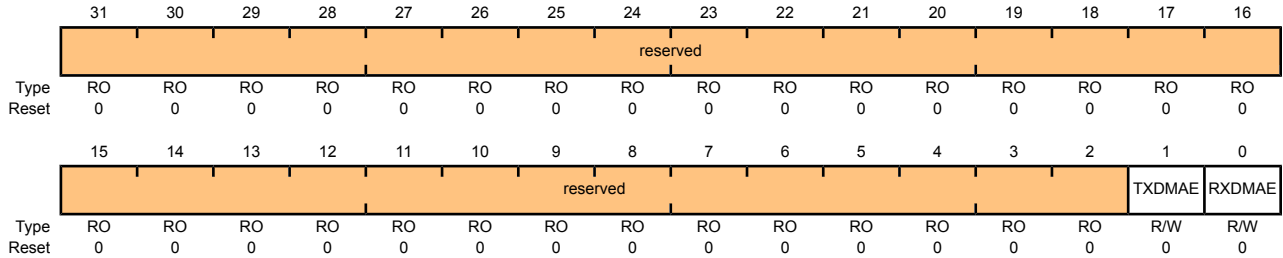 31 30 29 28 27 26 25 24 23 22 21 20 19 18 17 16
reserved
Type RO RO RO RO RO RO RO RO RO RO RO RO RO RO RO RO
Reset 0 0 0 0 0 0 0 0 0 0 0 0 0 0 0 0
15 14 13 12 11 10 9 8 7 6 5 4 3 2 1 0
reserved TXDMAE RXDMAE
Type RO RO RO RO RO RO RO RO RO RO RO RO RO RO R/W R/W
Reset 0 0 0 0 0 0 0 0 0 0 0 0 0 0 0 0